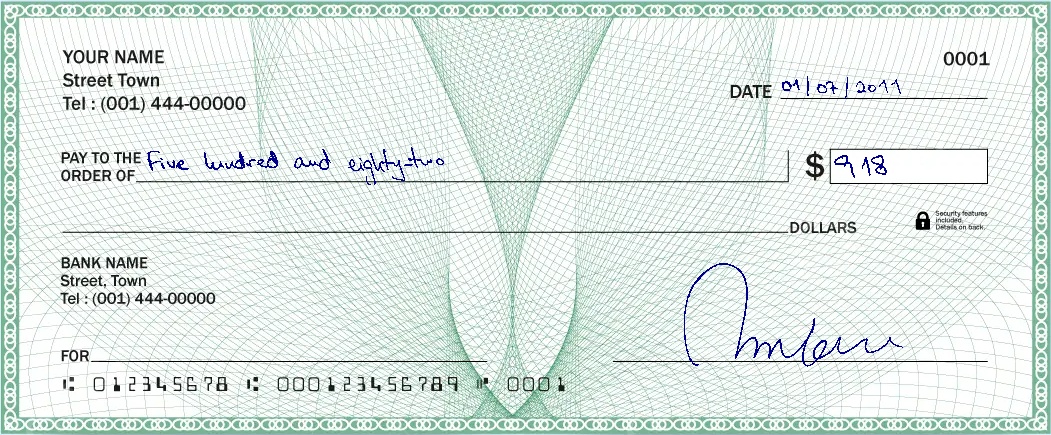 YOUR NAME
0001
Street Town
Tel : (001) 444-00000
DATE 01/07/2011
PAY TO THE ORDER OF Five hundred and eighty-two
$ 918
DOLLARS
Security features
included.
Details on back.
BANK NAME
Street, Town
Tel : (001) 444-00000
FOR
⑆ 012345678 ⑆ 000123456789 ⑈ 0001